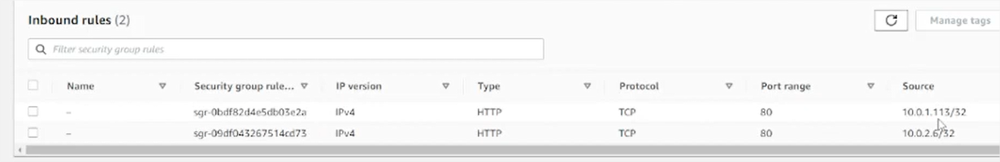 Inbound rules (2)
Manage tags
Filter security group rules
Name Security group rule... IP version Type Protocol Port range Source
– sgr-0bdf82d4e5db03e2a IPv4 HTTP TCP 80 10.0.1.113/32
– sgr-09df043267514cd73 IPv4 HTTP TCP 80 10.0.2.6/32